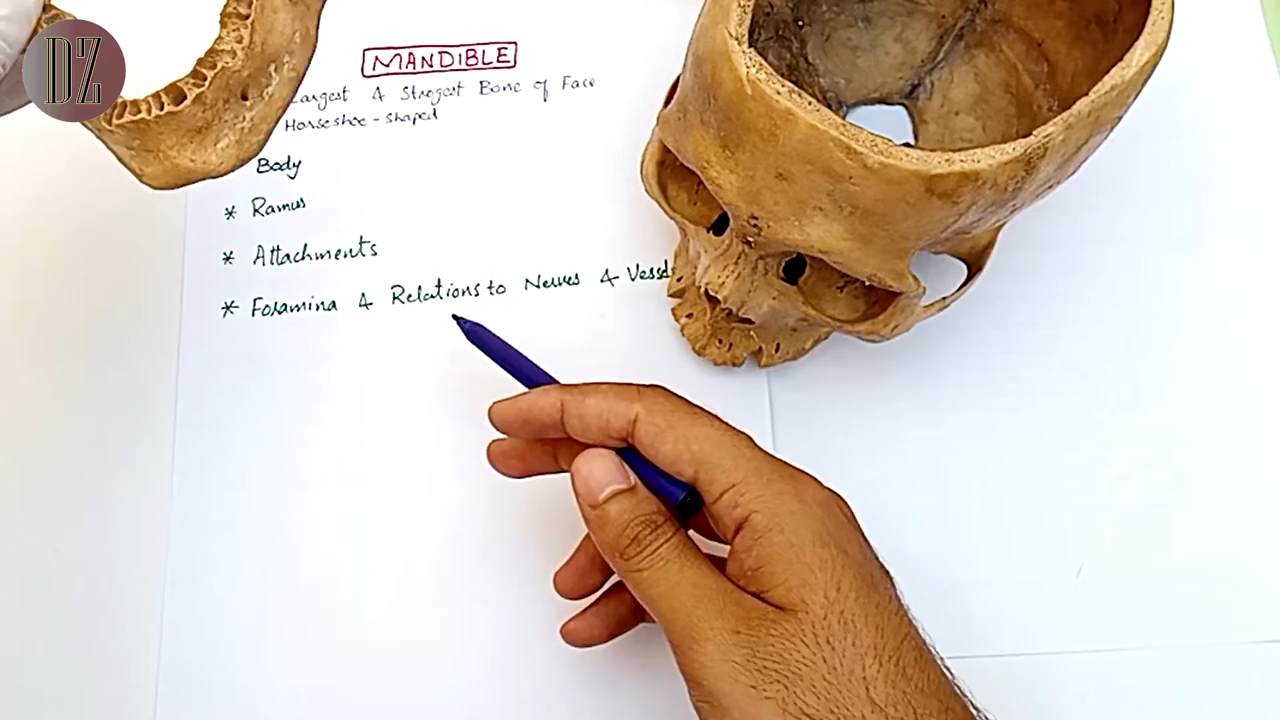 DZ
MANDIBLE
Largest & Strogest Bone of Face
Horseshoe-shaped
Body
* Ramus
* Attachments
* Foramina & Relations to Nerves & Vessel